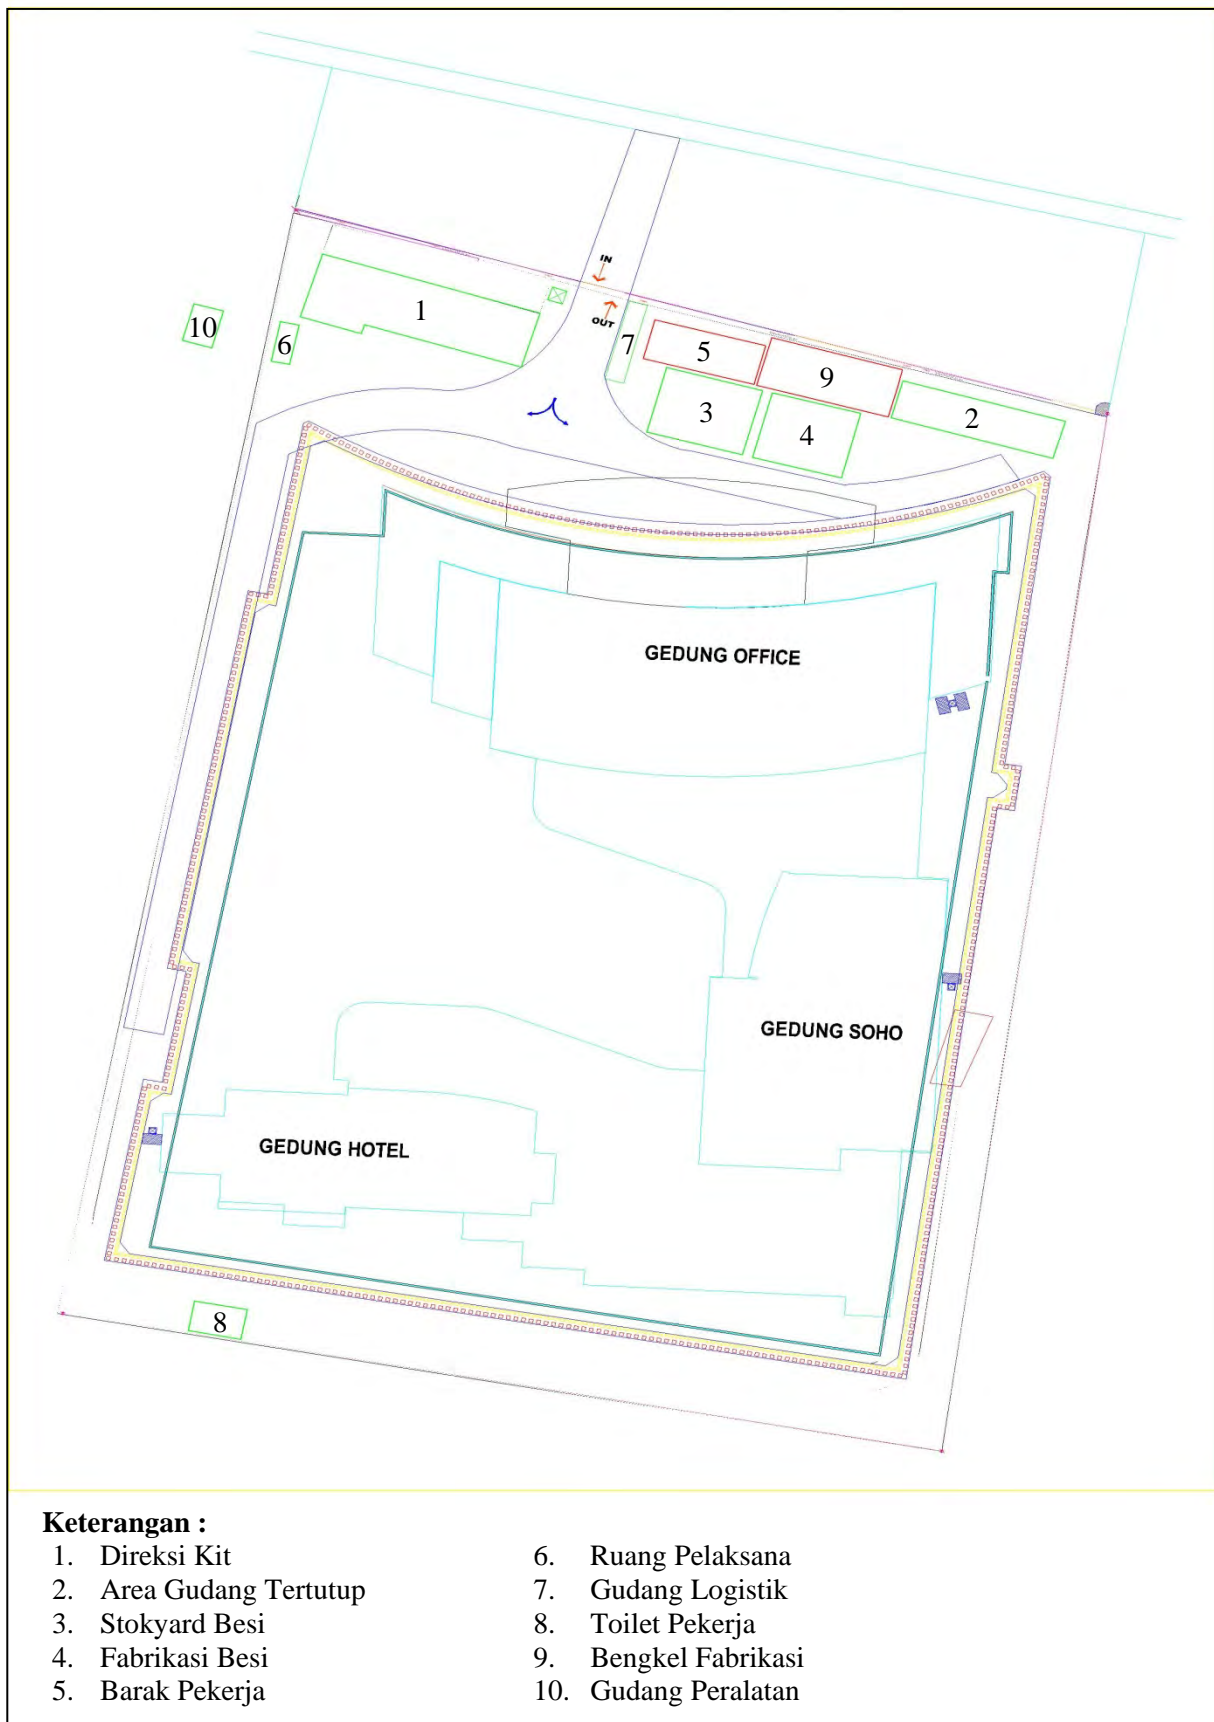 IN
1
10
OUT
7
6
5
9
3
4
2
GEDUNG OFFICE
GEDUNG SOHO
GEDUNG HOTEL
8
Keterangan :
1. Direksi Kit
2. Area Gudang Tertutup
3. Stokyard Besi
4. Fabrikasi Besi
5. Barak Pekerja
6. Ruang Pelaksana
7. Gudang Logistik
8. Toilet Pekerja
9. Bengkel Fabrikasi
10. Gudang Peralatan